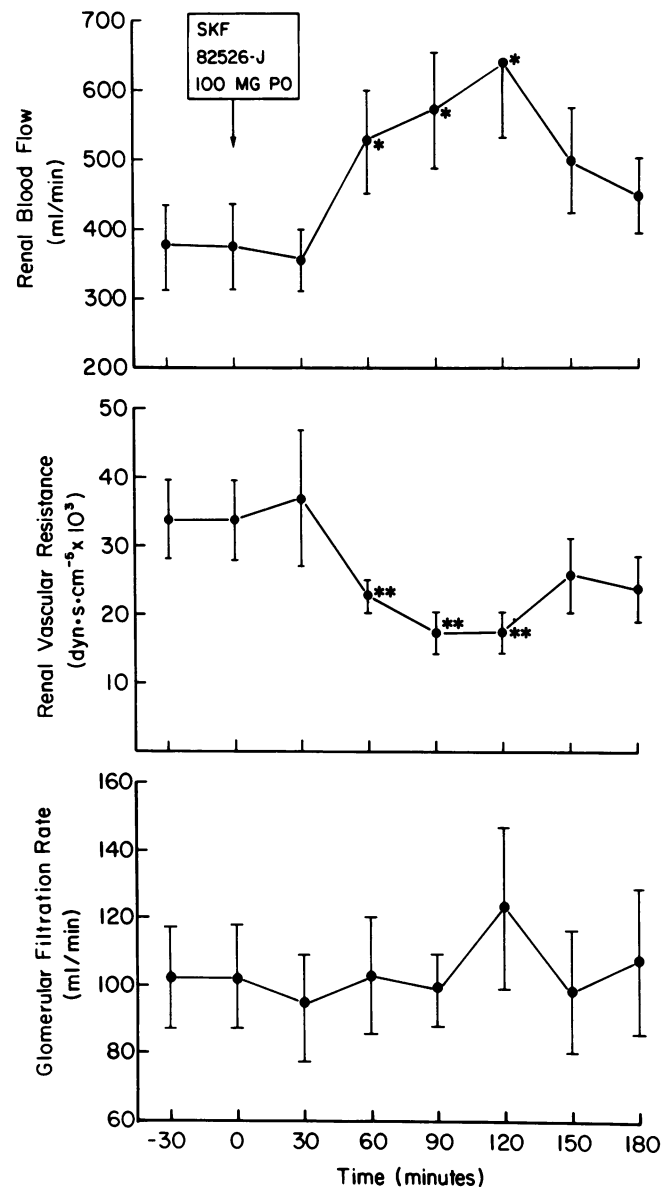 SKF
82526-J
100 MG PO
Renal Blood Flow
(ml/min)
700
600
500
400
300
200
*
*
*
Renal Vascular Resistance
(dyn•s•cm⁻⁵x 10³)
50
40
30
20
10
**
**
**
Glomerular Filtration Rate
(ml/min)
160
140
120
100
80
60
-30 0 30 60 90 120 150 180
Time (minutes)